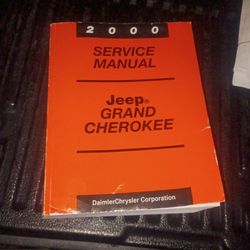 2000
SERVICE
MANUAL
Jeep®
GRAND
CHEROKEE
DaimlerChrysler Corporation